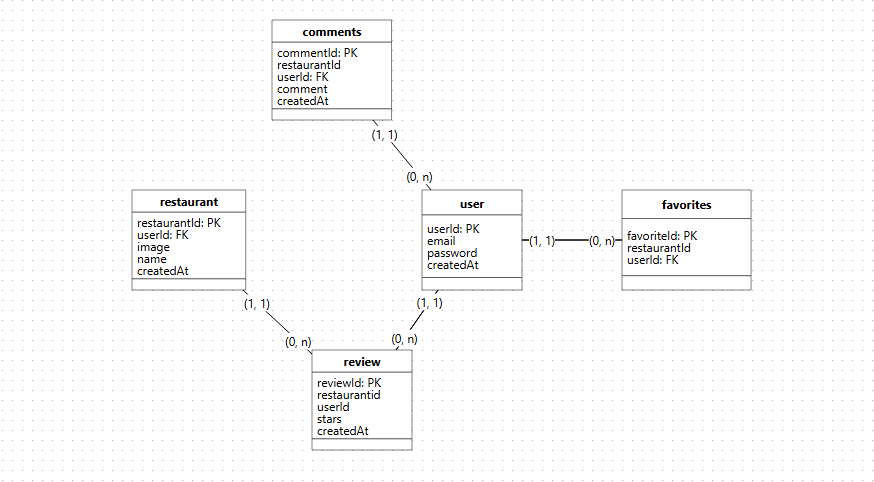 comments
commentId: PK
restaurantId
userId: FK
comment
createdAt
(1, 1)
(0, n)
restaurant
restaurantId: PK
userId: FK
image
name
createdAt
user
userId: PK
email
password
createdAt
(1, 1)
(0, n)
favorites
favoriteId: PK
restaurantId
userId: FK
(1, 1)
(0, n)
(1, 1)
(0, n)
review
reviewId: PK
restaurantid
userId
stars
createdAt